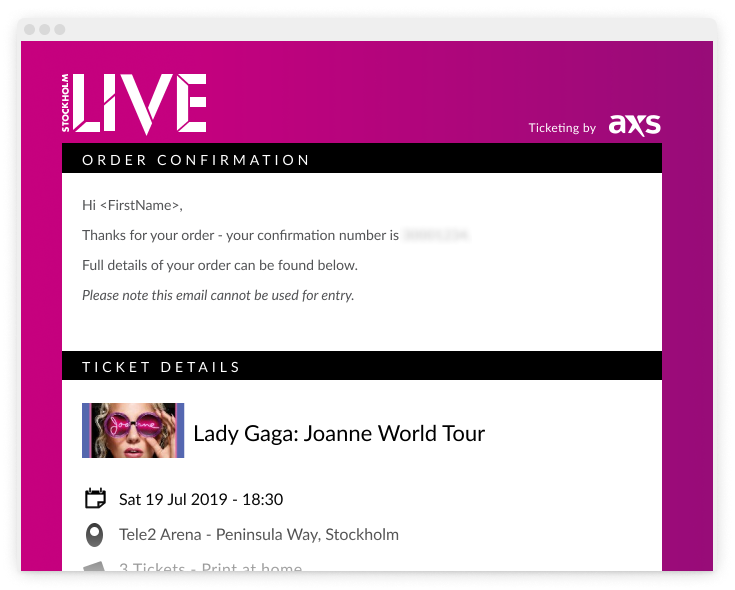 STOCKHOLM
LIVE
Ticketing by axs
ORDER CONFIRMATION
Hi <FirstName>,
Thanks for your order - your confirmation number is
Full details of your order can be found below.
Please note this email cannot be used for entry.
TICKET DETAILS
Joanne
Lady Gaga: Joanne World Tour
Sat 19 Jul 2019 - 18:30
Tele2 Arena - Peninsula Way, Stockholm
3 Tickets - Print at home